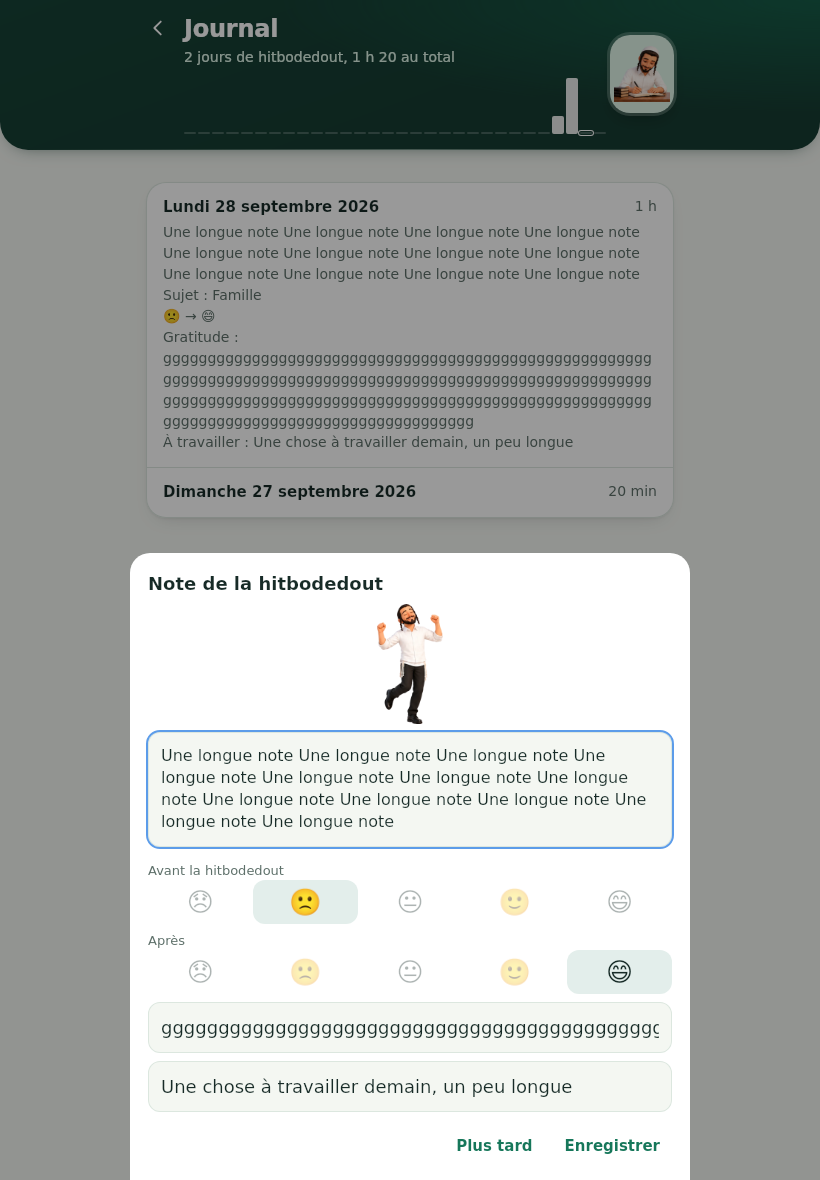 Journal
2 jours de hitbodedout, 1 h 20 au total
Lundi 28 septembre 2026 1 h
Une longue note Une longue note Une longue note Une longue note
Une longue note Une longue note Une longue note Une longue note
Une longue note Une longue note Une longue note Une longue note
Sujet : Famille
🙁 → 😄
Gratitude :
ggggggggggggggggggggggggggggggggggggggggggggggggggggggg
ggggggggggggggggggggggggggggggggggggggggggggggggggggggg
ggggggggggggggggggggggggggggggggggggggggggggggggggggggg
ggggggggggggggggggggggggggggggggggg
À travailler : Une chose à travailler demain, un peu longue
Dimanche 27 septembre 2026 20 min
Note de la hitbodedout
Une longue note Une longue note Une longue note Une
longue note Une longue note Une longue note Une longue
note Une longue note Une longue note Une longue note Une
longue note Une longue note
Avant la hitbodedout
Après
gggggggggggggggggggggggggggggggggggggggggggg
Une chose à travailler demain, un peu longue
Plus tard Enregistrer